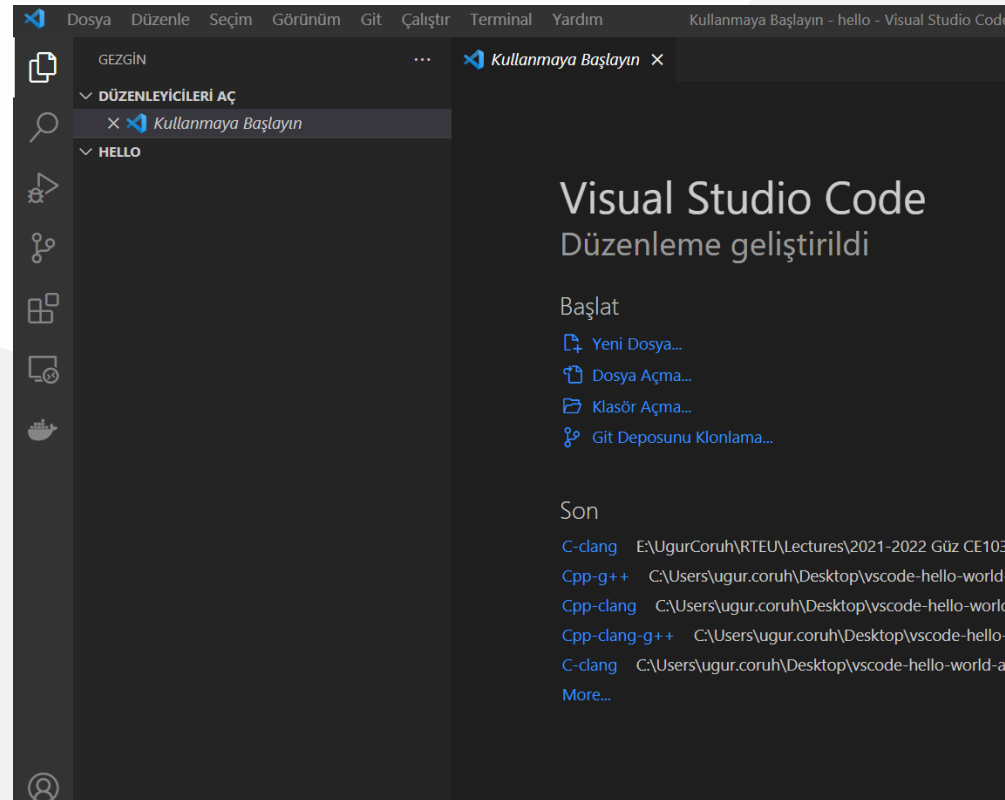 Dosya Düzenle Seçim Görünüm Git Çalıştır Terminal Yardım Kullanmaya Başlayın - hello - Visual Studio Code
GEZGİN
Kullanmaya Başlayın
DÜZENLEYİCİLERİ AÇ
Kullanmaya Başlayın
HELLO
Visual Studio Code
Düzenleme geliştirildi
Başlat
Yeni Dosya...
Dosya Açma...
Klasör Açma...
Git Deposunu Klonlama...
Son
C-clang E:\UgurCoruh\RTEU\Lectures\2021-2022 Güz CE103
Cpp-g++ C:\Users\ugur.coruh\Desktop\vscode-hello-world-
Cpp-clang C:\Users\ugur.coruh\Desktop\vscode-hello-world
Cpp-clang-g++ C:\Users\ugur.coruh\Desktop\vscode-hello-
C-clang C:\Users\ugur.coruh\Desktop\vscode-hello-world-a
More...